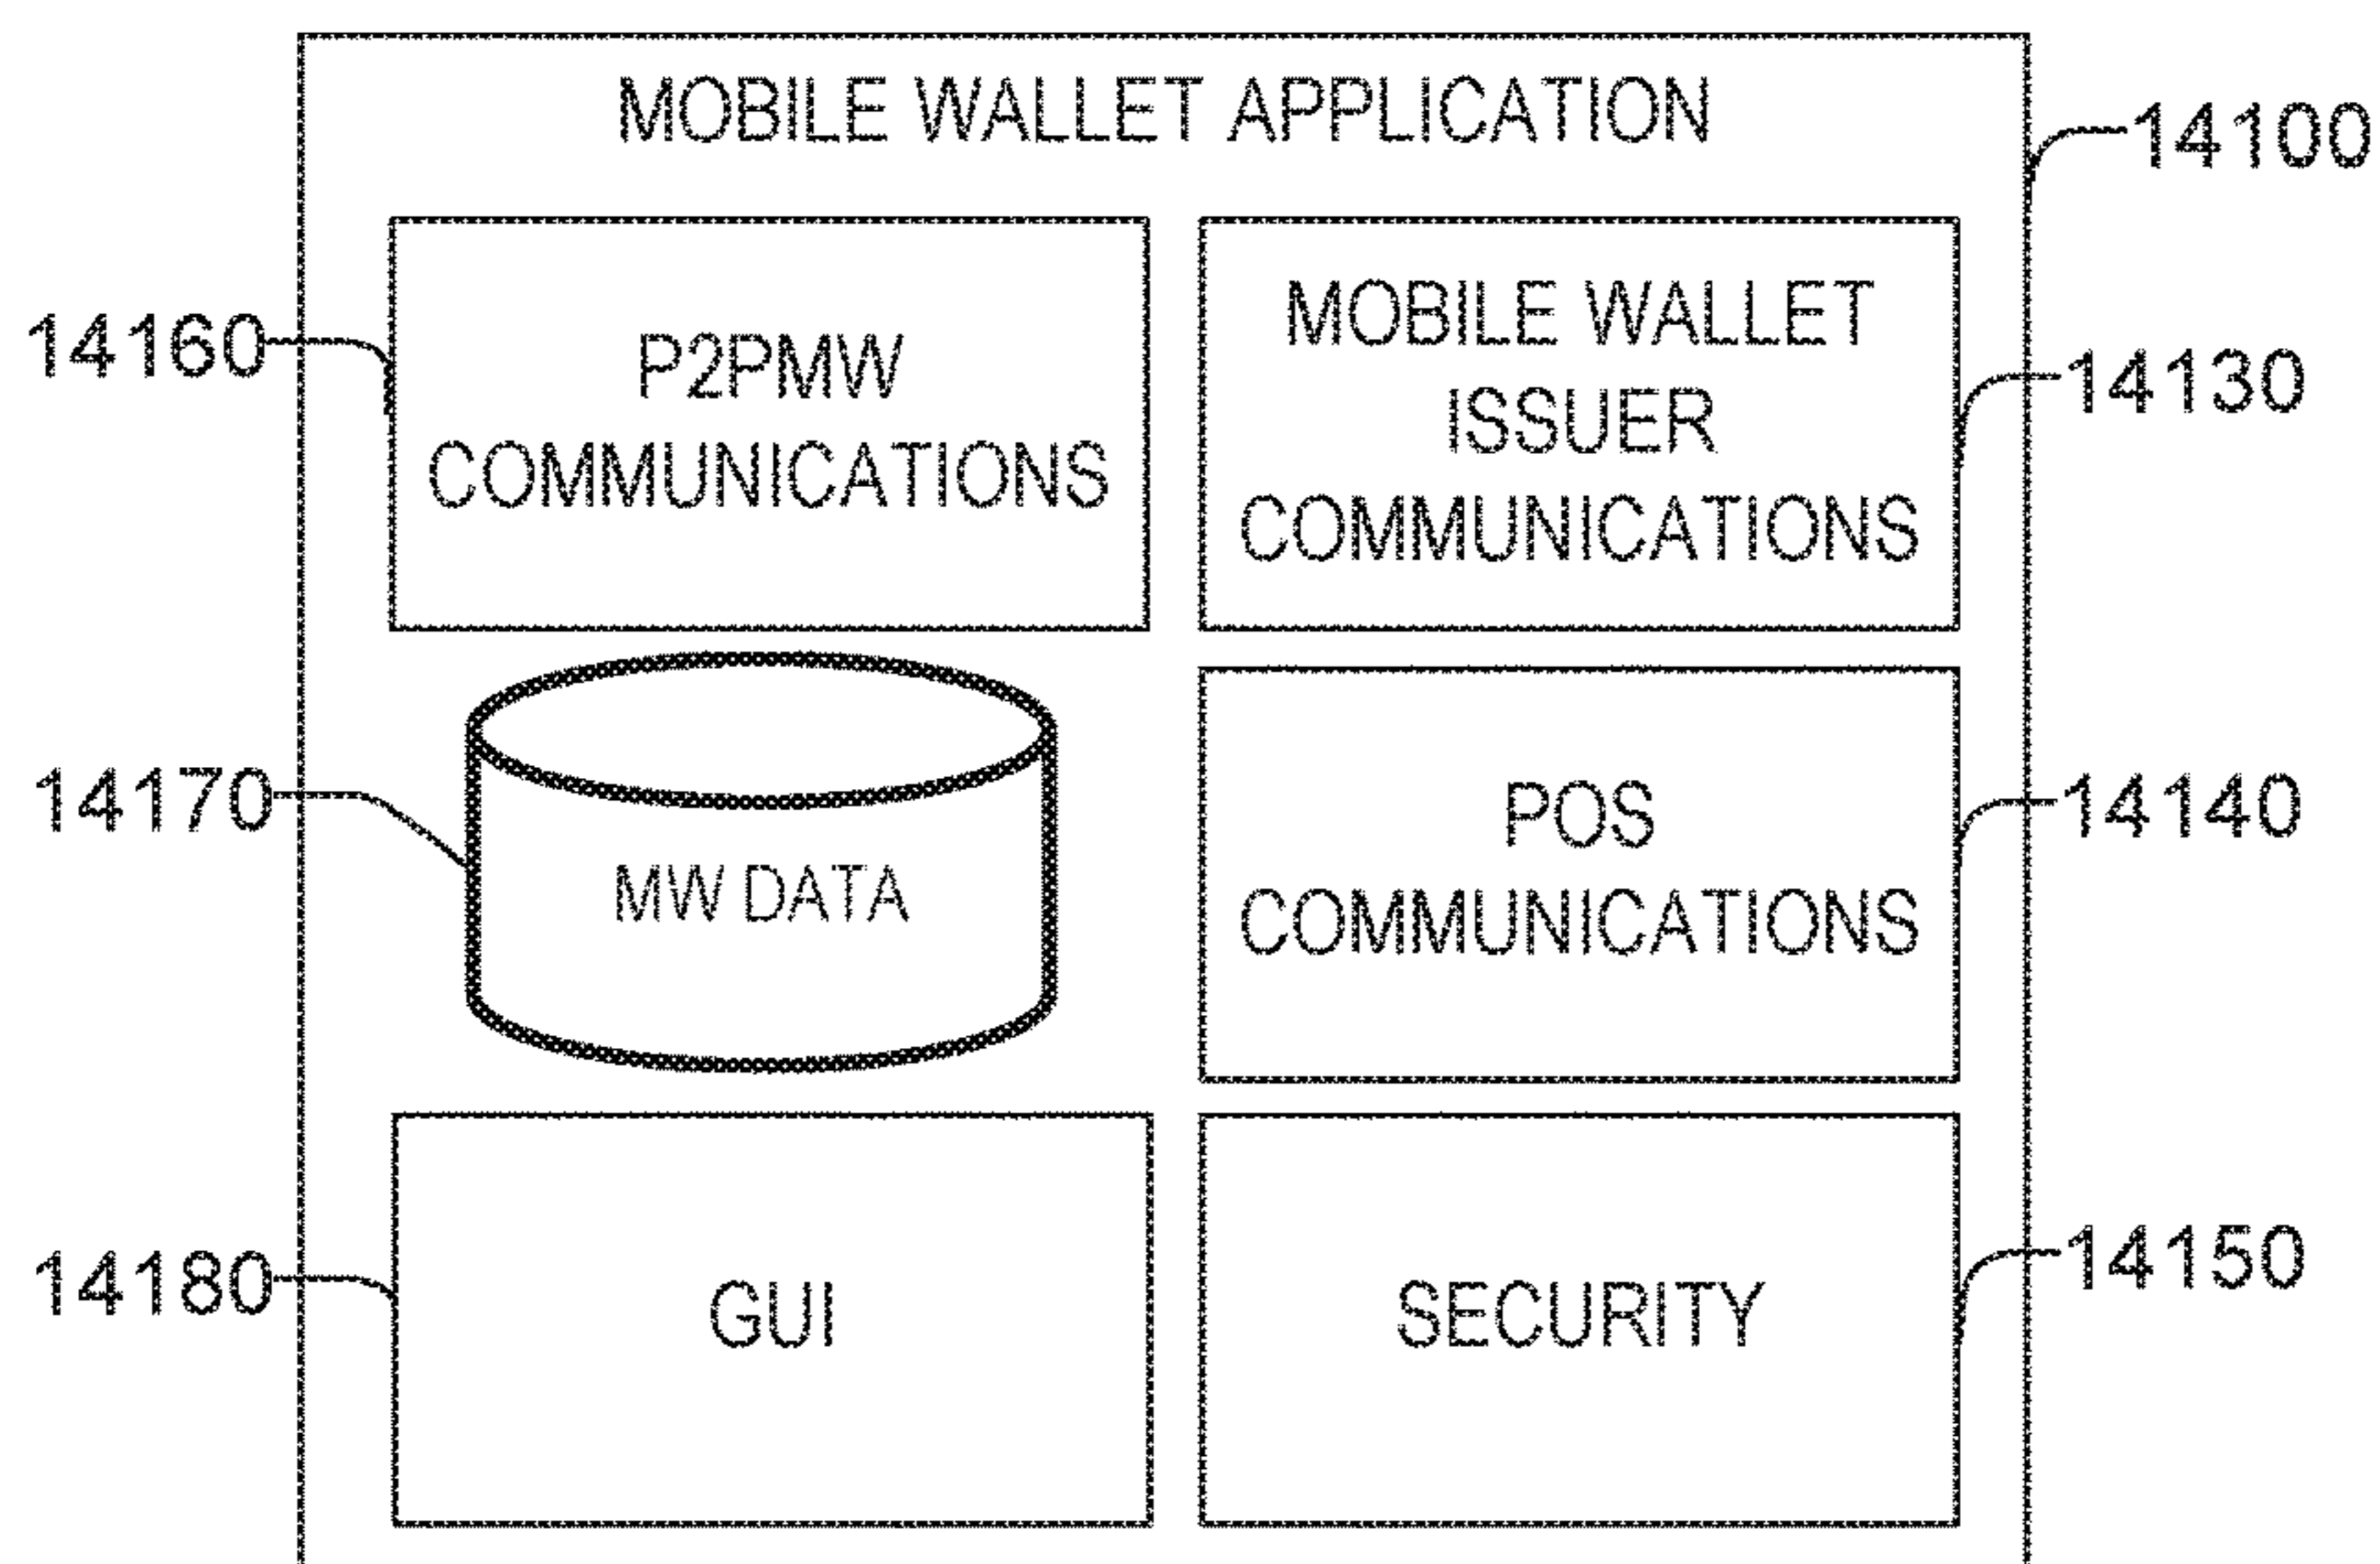 MOBILE WALLET APPLICATION
14100
14160
P2PMW
COMMUNICATIONS
MOBILE WALLET
ISSUER
COMMUNICATIONS
14130
14170
MW DATA
POS
COMMUNICATIONS
14140
14180
GUI
SECURITY
14150